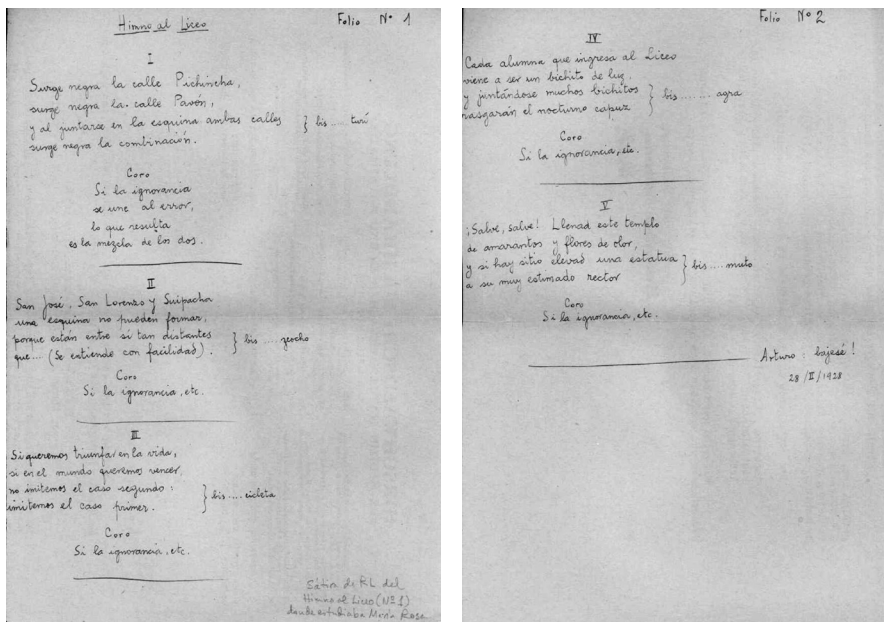 Himno al Liceo
Folio Nº 1
I
Surge negra la calle Pichincha,
surge negra la calle Pavón,
y al juntarse en la esquina ambas calles } bis ..... turí
surge negra la combinación.
Coro
Si la ignorancia
se une al error,
lo que resulta
es la mezcla de los dos.
II
San José, San Lorenzo y Suipacha
una esquina no pueden formar,
porque están entre sí tan distantes
que... (Se entiende con facilidad). } bis .... zcocho
Coro
Si la ignorancia, etc.
III
Si queremos triunfar en la vida,
si en el mundo queremos vencer,
no imitemos el caso segundo: } bis .... cicleta
imitemos el caso primer.
Coro
Si la ignorancia, etc.
Sátira de RL del
Himno al Liceo (Nº 1)
donde estudiaba María Rosa
Folio Nº 2
IV
Cada alumna que ingresa al Liceo
viene a ser un bichito de luz,
y juntándose muchos bichitos } bis ........ agra
rasgarán el nocturno capuz
Coro
Si la ignorancia, etc.
V
¡Salve, salve! Llenad este templo
de amarantos y flores de olor,
y si hay sitio elevad una estatua } bis .... muto
a su muy estimado rector
Coro
Si la ignorancia, etc.
Arturo: bajesé!
28/II/1928